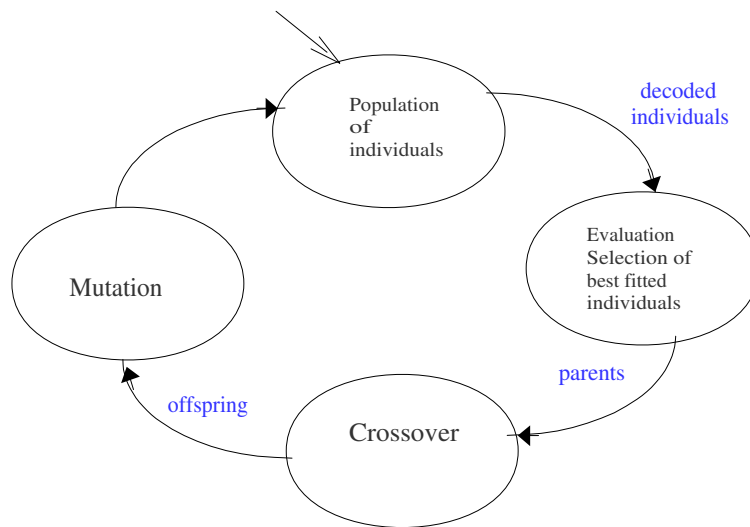 Population
of
individuals
decoded
individuals
Evaluation
Selection of
best fitted
individuals
parents
Crossover
offspring
Mutation